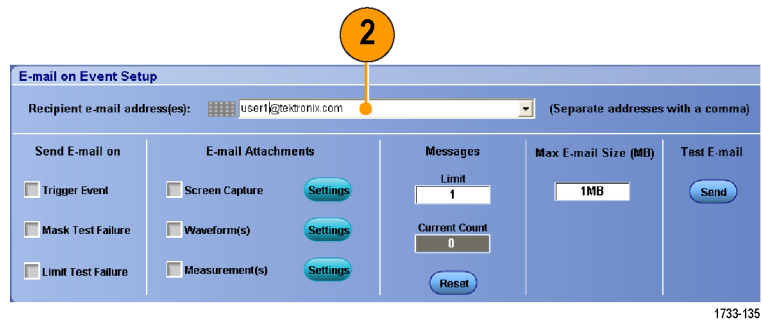 2
E-mail on Event Setup
Recipient e-mail address(es): user1@tektronix.com (Separate addresses with a comma)
Send E-mail on E-mail Attachments Messages Max E-mail Size (MB) Test E-mail
Limit
Trigger Event Screen Capture Settings 1 1MB Send
Mask Test Failure Waveform(s) Settings Current Count
0
Limit Test Failure Measurement(s) Settings
Reset
1733-135